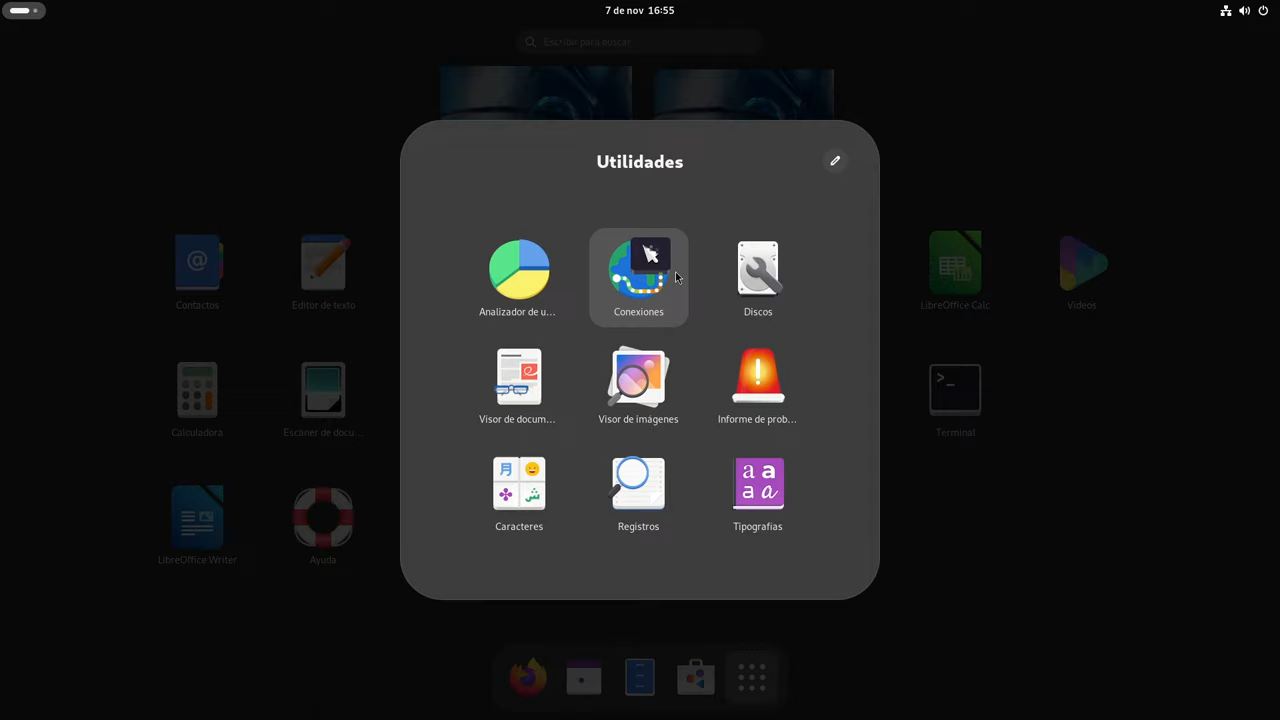 7 de nov 16:55
Escribir para buscar
Utilidades
Analizador de u...
Conexiones
Discos
Visor de docum...
Visor de imágenes
Informe de prob...
Caracteres
Registros
Tipografías
Contactos
Editor de texto
LibreOffice Calc
Videos
Calculadora
Escáner de docu...
Terminal
LibreOffice Writer
Ayuda